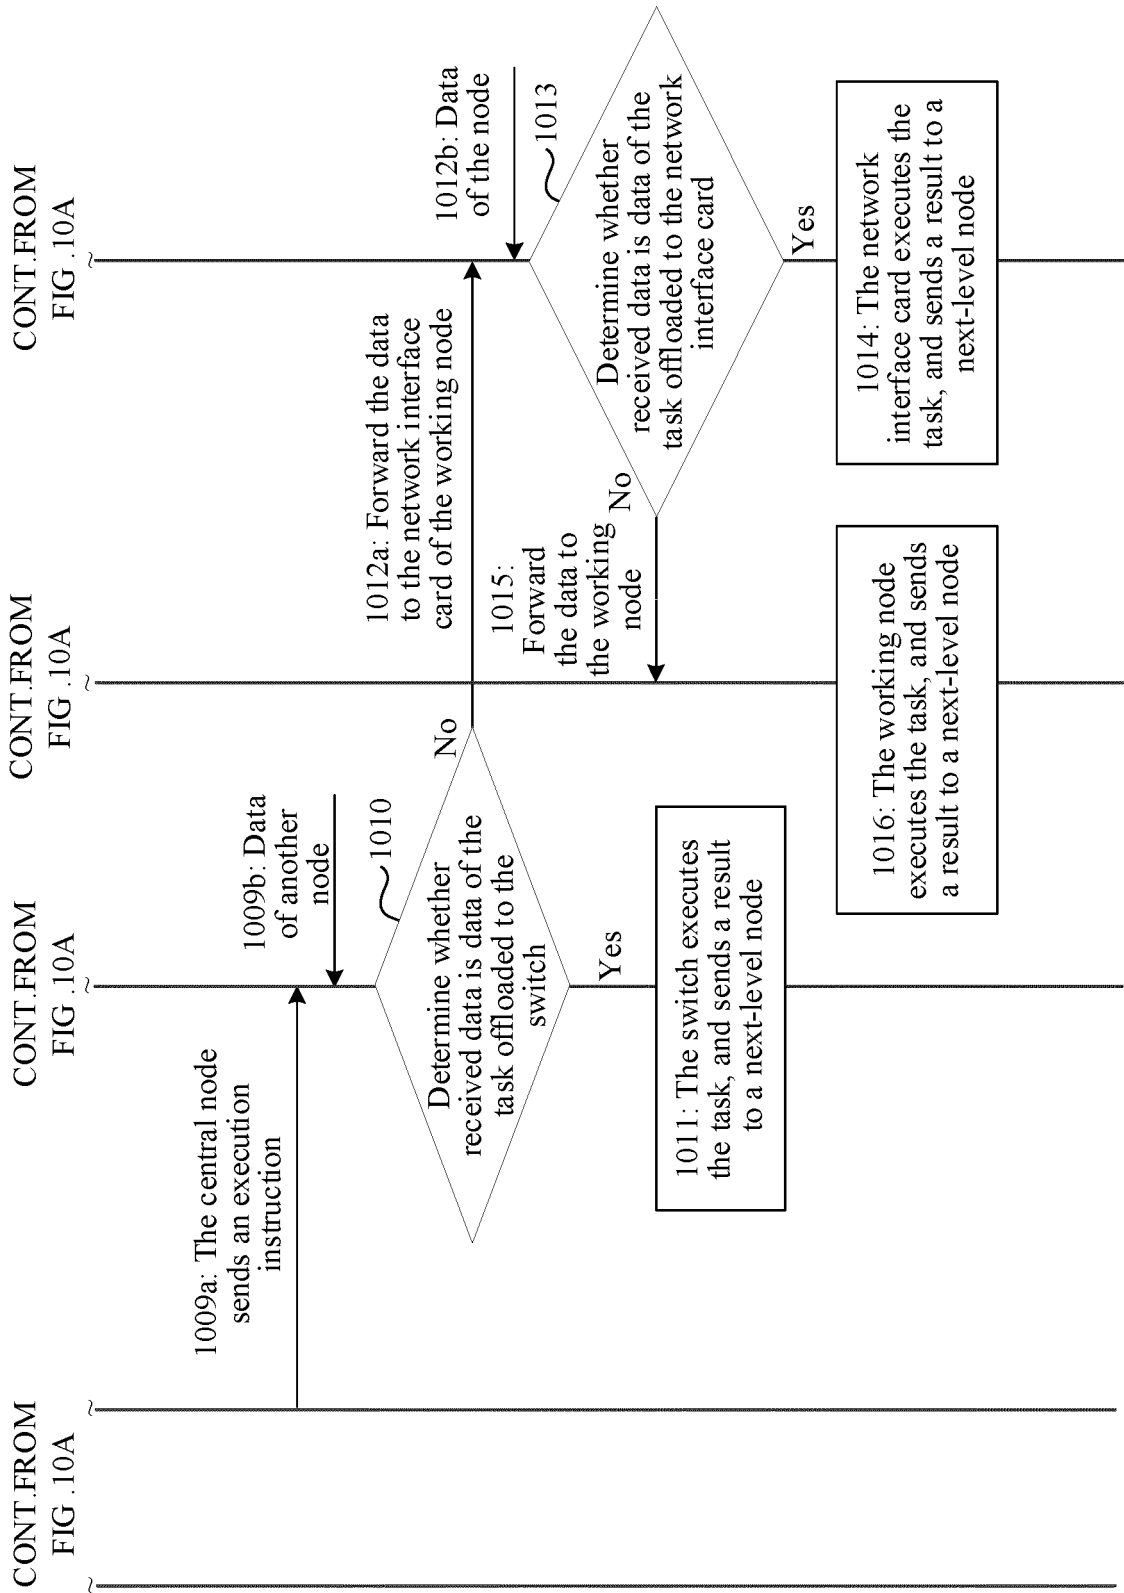 CONT.FROM
FIG .10A
CONT.FROM
FIG .10A
CONT.FROM
FIG .10A
CONT.FROM
FIG .10A
1009a: The central node
sends an execution
instruction
1009b: Data
of another
node
1010
Determine whether
received data is data of the
task offloaded to the
switch
No
Yes
1011: The switch executes
the task, and sends a result
to a next-level node
1012a: Forward the data
to the network interface
card of the working node
1012b: Data
of the node
1013
Determine whether
received data is data of the
task offloaded to the network
interface card
Yes
No
1014: The network
interface card executes the
task, and sends a result to a
next-level node
1015:
Forward
the data to
the working
node
1016: The working node
executes the task, and sends
a result to a next-level node